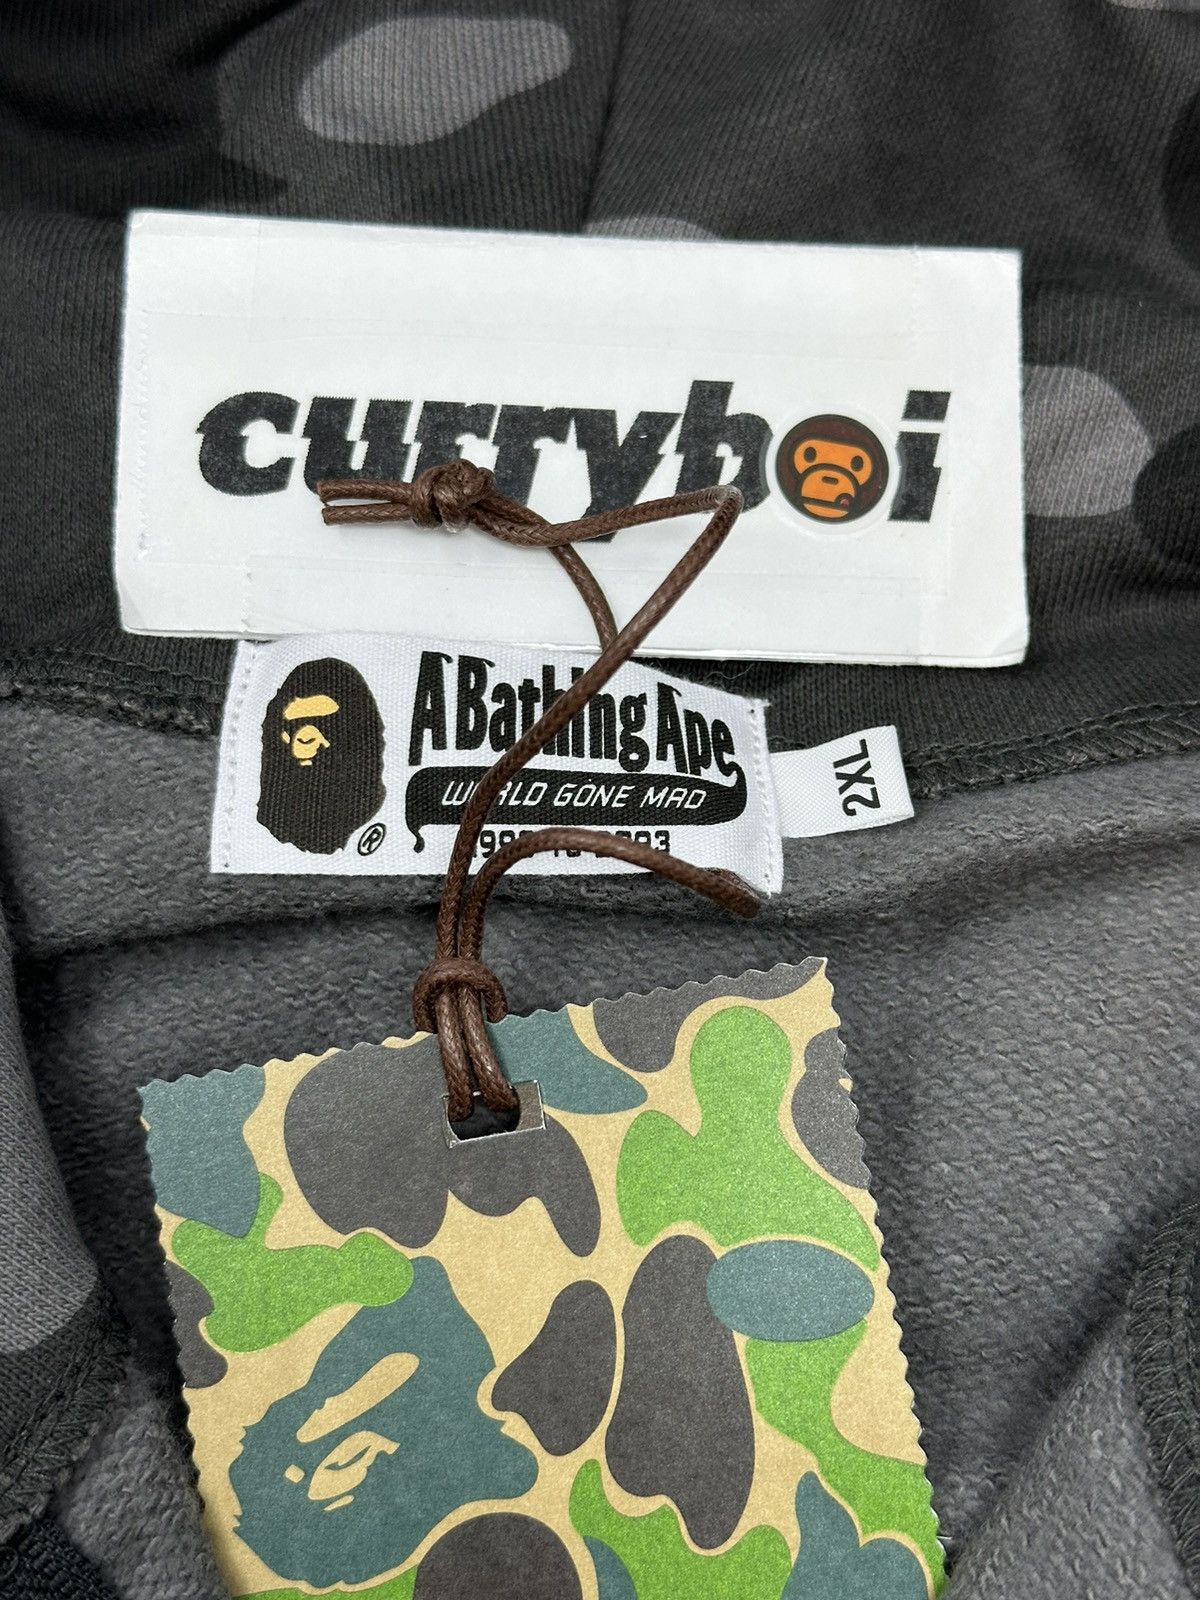 curryboi
A Bathing Ape
WORLD GONE MAD
®
2XL